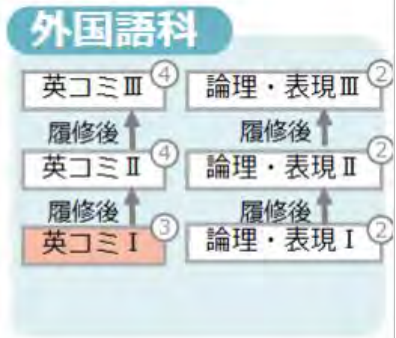 外国語科
英コミⅢ ④ 論理・表現Ⅲ ②
履修後 履修後
英コミⅡ ④ 論理・表現Ⅱ ②
履修後 履修後
英コミⅠ ③ 論理・表現Ⅰ ②